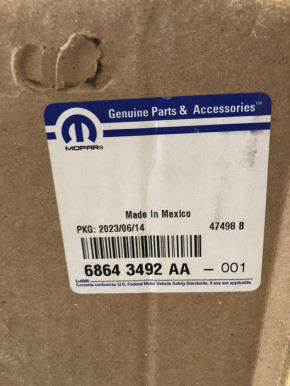 Genuine Parts & Accessories™
MOPAR®
Made In Mexico
PKG: 2023/06/14 47498 B
6864 3492 AA - 001
Contents conform to U.S. Federal Motor Vehicle Safety Standards, if any are applicable.